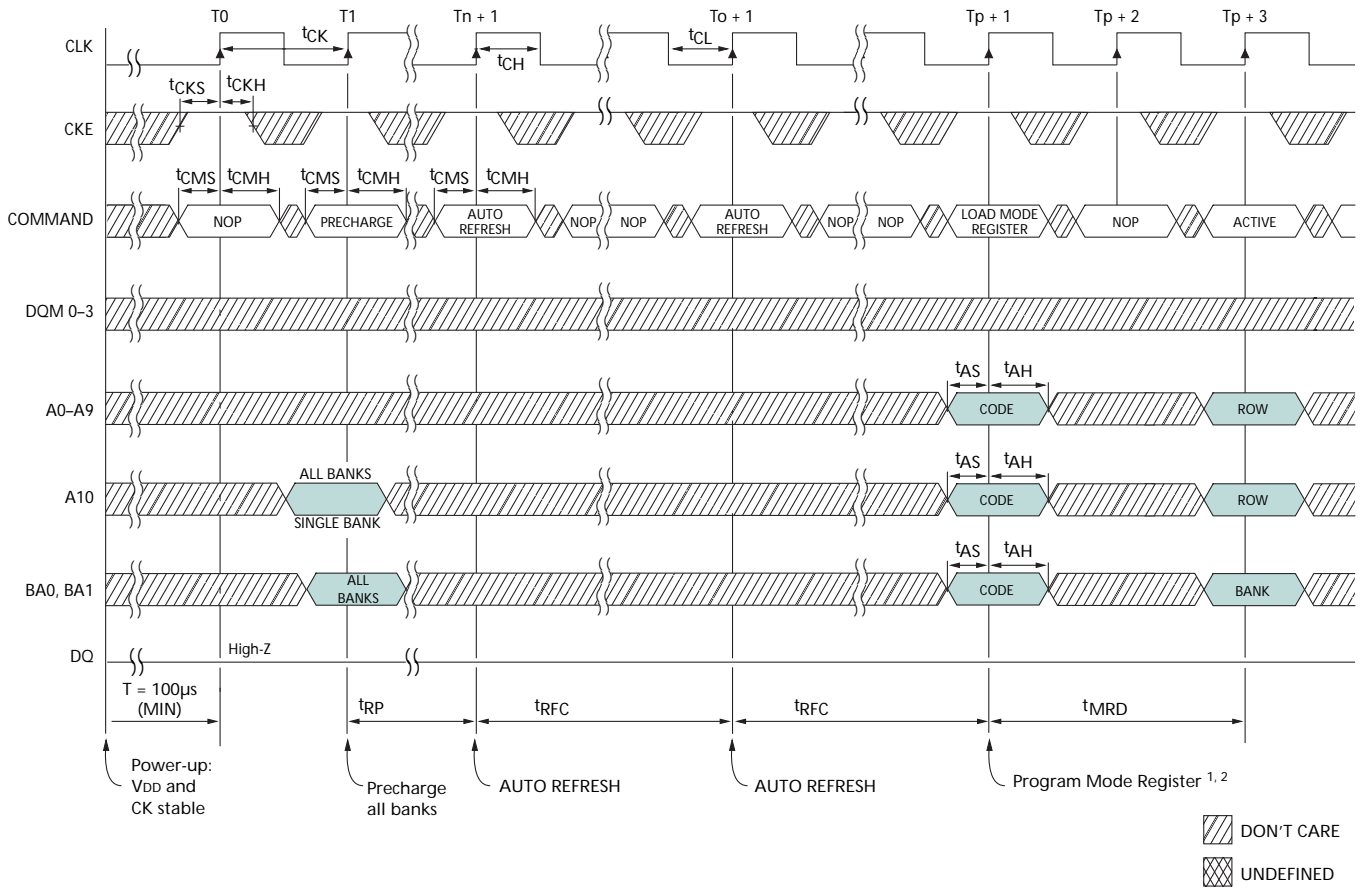 T0 T1 Tn + 1 To + 1 Tp + 1 Tp + 2 Tp + 3
CLK
tCK
tCH
tCL
tCKS tCKH
CKE
tCMS tCMH tCMS tCMH tCMS tCMH
COMMAND
NOP PRECHARGE AUTO REFRESH NOP NOP AUTO REFRESH NOP NOP LOAD MODE REGISTER NOP ACTIVE
DQM 0–3
tAS tAH
A0–A9
CODE ROW
ALL BANKS
tAS tAH
A10
CODE ROW
SINGLE BANK
tAS tAH
BA0, BA1
ALL BANKS
CODE BANK
High-Z
DQ
T = 100µs
(MIN)
tRP tRFC tRFC tMRD
Power-up:
VDD and
CK stable
Precharge
all banks
AUTO REFRESH
AUTO REFRESH
Program Mode Register 1, 2
DON'T CARE
UNDEFINED